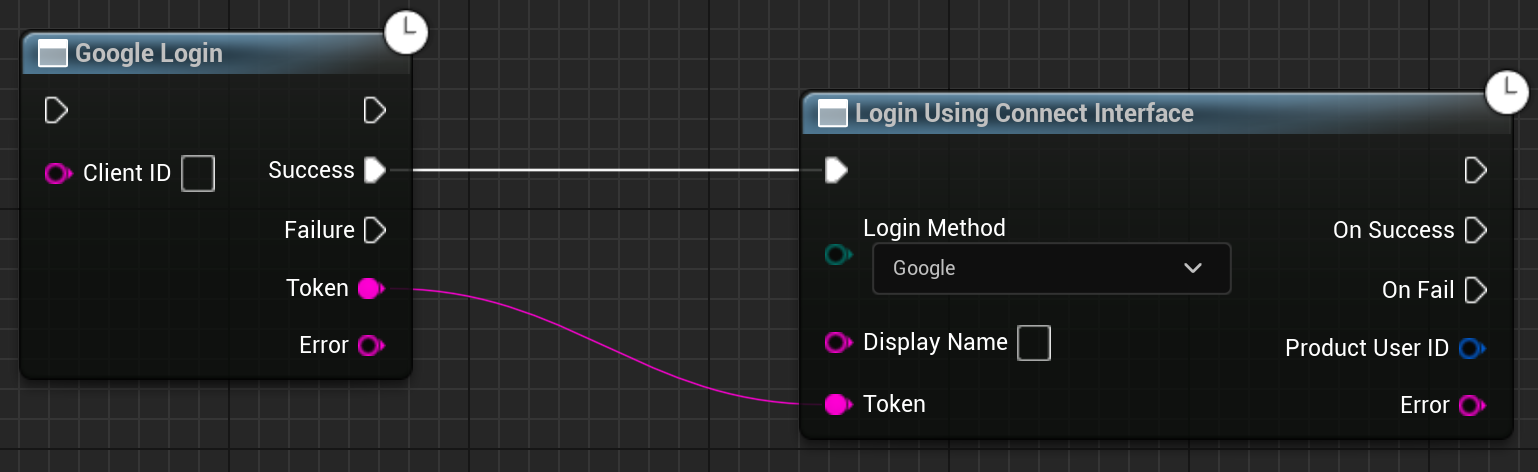 Google Login
Client ID
Success
Failure
Token
Error
Login Using Connect Interface
Login Method
Google
Display Name
Token
On Success
On Fail
Product User ID
Error